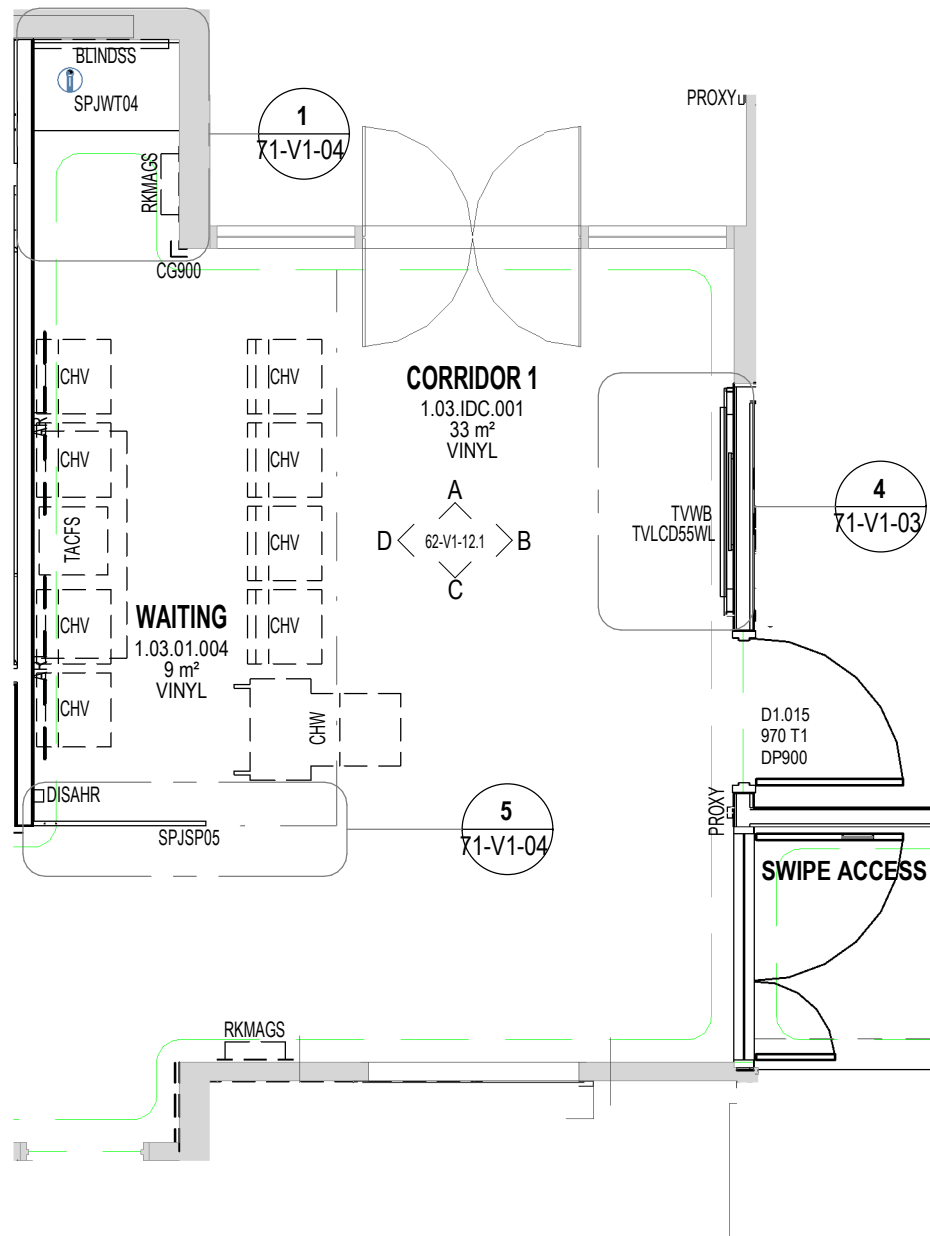 BLINDSS
SPJWT04
1
71-V1-04
PROXY
RKMAGS
CG900
CHV
CHV
CORRIDOR 1
1.03.IDC.001
33 m²
VINYL
CHV
CHV
4
71-V1-03
TVWB
TVLCD55WL
A
D
62-V1-12.1
B
C
TACFS
CHV
WAITING
1.03.01.004
9 m²
VINYL
CHV
CHV
CHV
CHW
D1.015
970 T1
DP900
DISAHR
SPJSP05
5
71-V1-04
PROXY
SWIPE ACCESS
RKMAGS